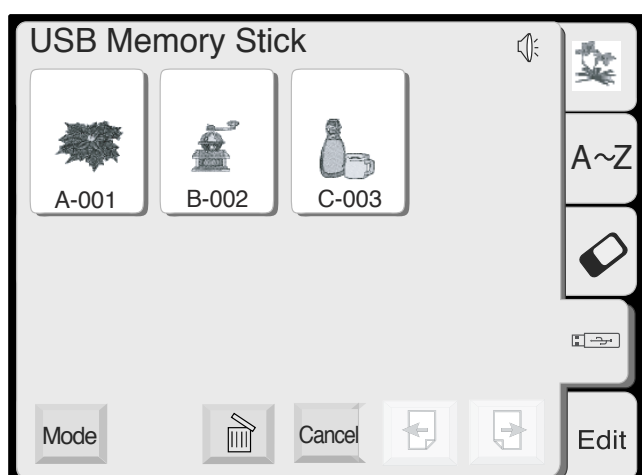 USB Memory Stick
A-001
B-002
C-003
A~Z
Mode
Cancel
Edit